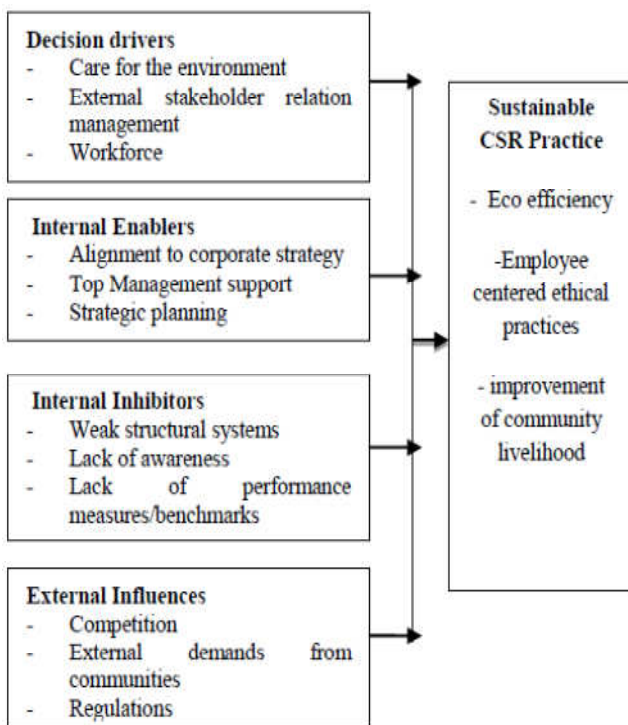 Decision drivers
- Care for the environment
- External stakeholder relation
management
- Workforce
Internal Enablers
- Alignment to corporate strategy
- Top Management support
- Strategic planning
Internal Inhibitors
- Weak structural systems
- Lack of awareness
- Lack of performance
measures/benchmarks
External Influences
- Competition
- External demands from
communities
- Regulations
Sustainable
CSR Practice
- Eco efficiency
-Employee
centered ethical
practices
- improvement
of community
livelihood